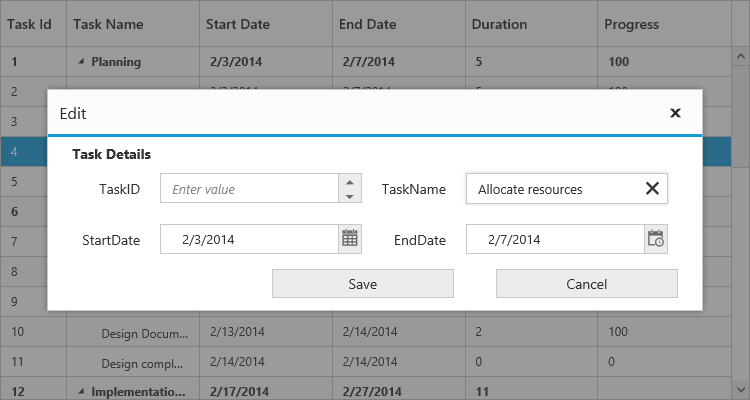 Task Id Task Name Start Date End Date Duration Progress
1 Planning 2/3/2014 2/7/2014 5 100
2
3
Edit
4
Task Details
5 TaskID Enter value TaskName Allocate resources
6
7 StartDate 2/3/2014 EndDate 2/7/2014
8
Save Cancel
9
10 Design Docum... 2/13/2014 2/14/2014 2 100
11 Design compl... 2/14/2014 2/14/2014 0 0
12 Implementatio... 2/17/2014 2/27/2014 11